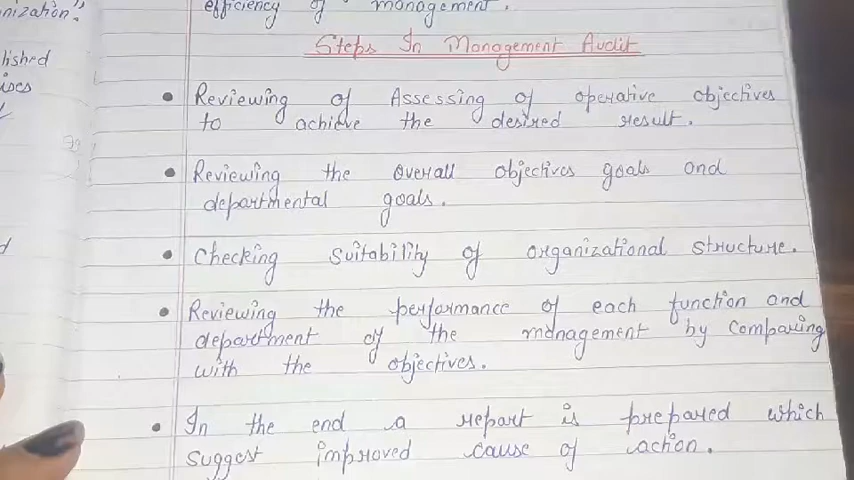 nization."
lished
ises
efficiency of management.
Steps In Management Audit
• Reviewing of Assessing of operative objectives
to achieve the desired result.
• Reviewing the overall objectives goals and
departmental goals.
• Checking suitability of organizational structure.
• Reviewing the performance of each function and
department of the management by comparing
with the objectives.
• In the end a report is prepared which
suggest improved cause of action.